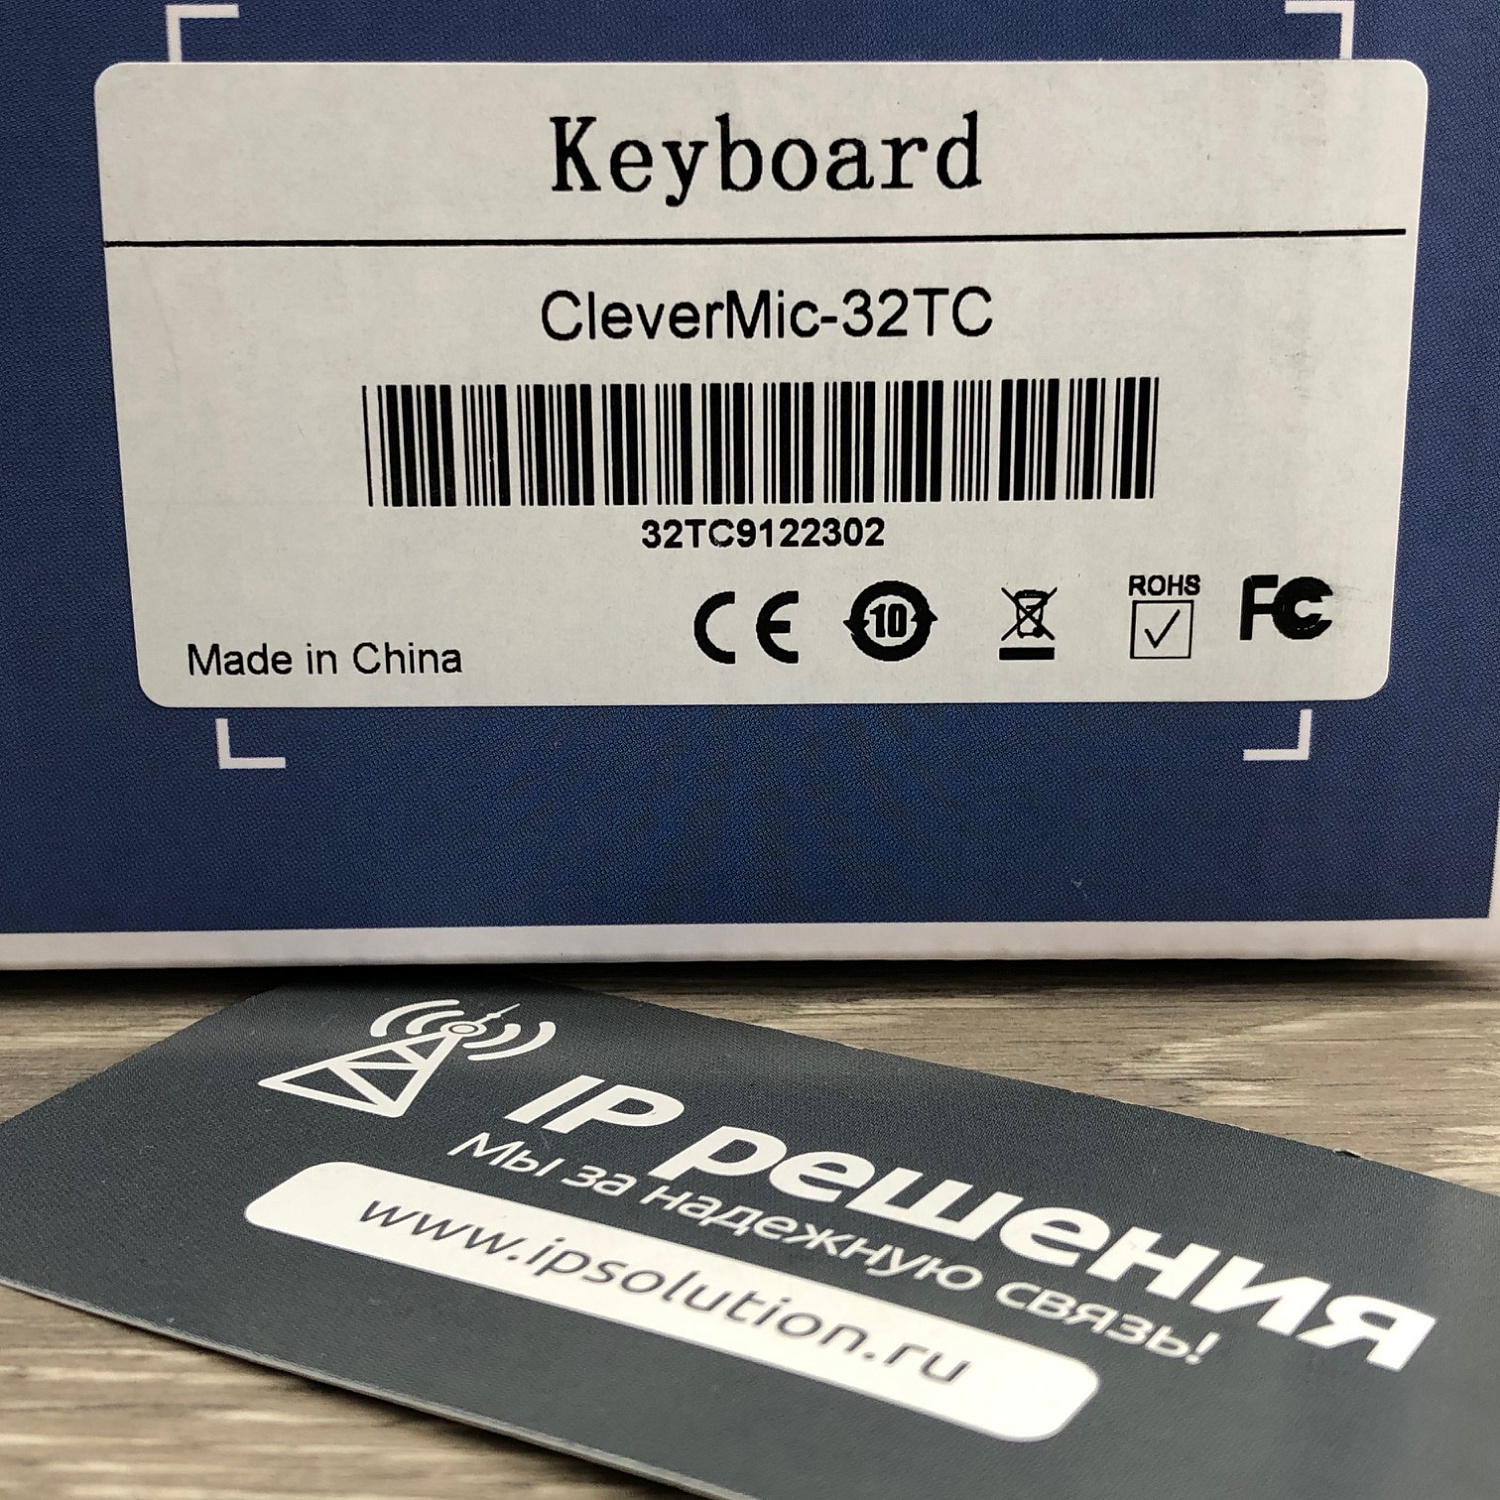 Keyboard
CleverMic-32TC
32TC9122302
Made in China
CE
10
ROHS
FC
IP решения
Мы за надежную связь!
www.ipsolution.ru